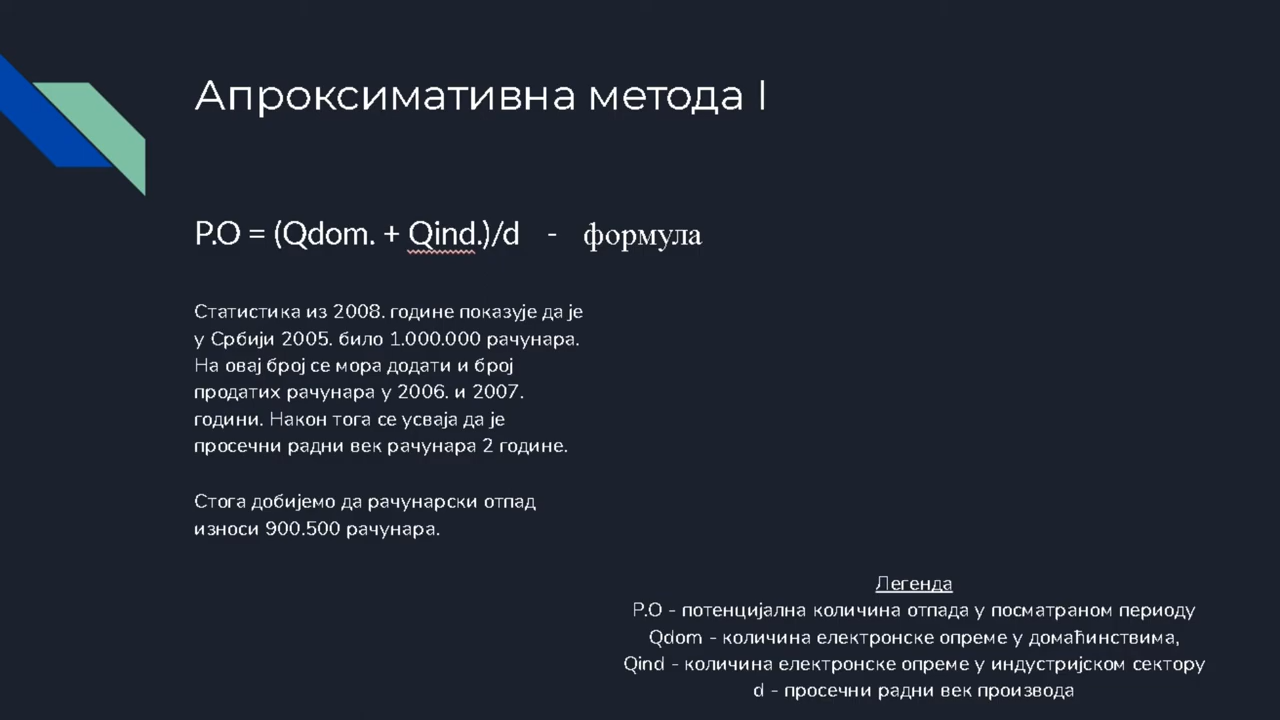 Апроксимативна метода I
P.O = (Qdom. + Qind.)/d - формула
Статистика из 2008. године показује да је
у Србији 2005. било 1.000.000 рачунара.
На овај број се мора додати и број
продатих рачунара у 2006. и 2007.
години. Након тога се усваја да је
просечни радни век рачунара 2 године.
Стога добијемо да рачунарски отпад
износи 900.500 рачунара.
Легенда
P.O - потенцијална количина отпада у посматраном периоду
Qdom - количина електронске опреме у домаћинствима,
Qind - количина електронске опреме у индустријском сектору
d - просечни радни век производа